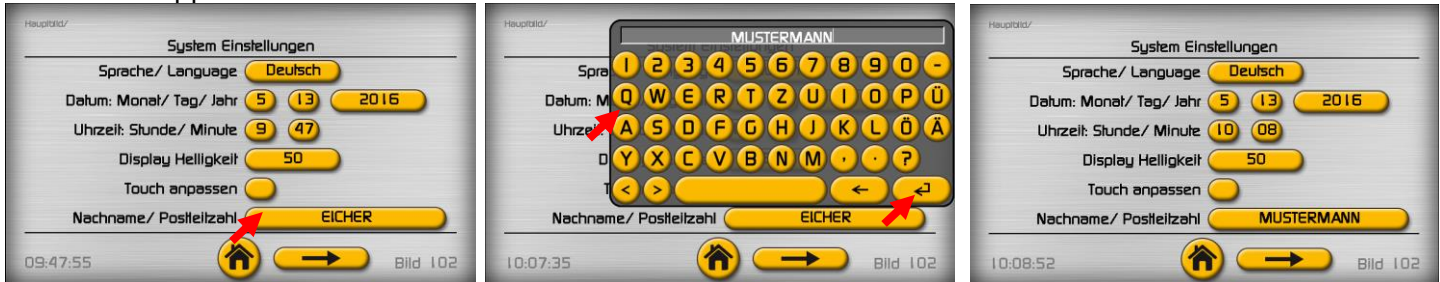 Hauptbild/
System Einstellungen
Sprache/ Language Deutsch
Datum: Monat/ Tag/ Jahr 5 13 2016
Uhrzeit: Stunde/ Minute 9 47
Display Helligkeit 50
Touch anpassen
Nachname/ Postleitzahl EICHER
09:47:55 Bild 102
Hauptbild/
MUSTERMANN
System Einstellungen
Spra 1 2 3 4 5 6 7 8 9 0 -
Datum: M Q W E R T Z U I O P Ü
Uhrzeit: A S D F G H J K L Ö Ä
D Y X C V B N M , . ?
T < > ← ↵
Nachname/ Postleitzahl EICHER
10:07:35 → Bild 102
Hauptbild/
System Einstellungen
Sprache/ Language Deutsch
Datum: Monat/ Tag/ Jahr 5 13 2016
Uhrzeit: Stunde/ Minute 10 08
Display Helligkeit 50
Touch anpassen
Nachname/ Postleitzahl MUSTERMANN
10:08:52 Bild 102